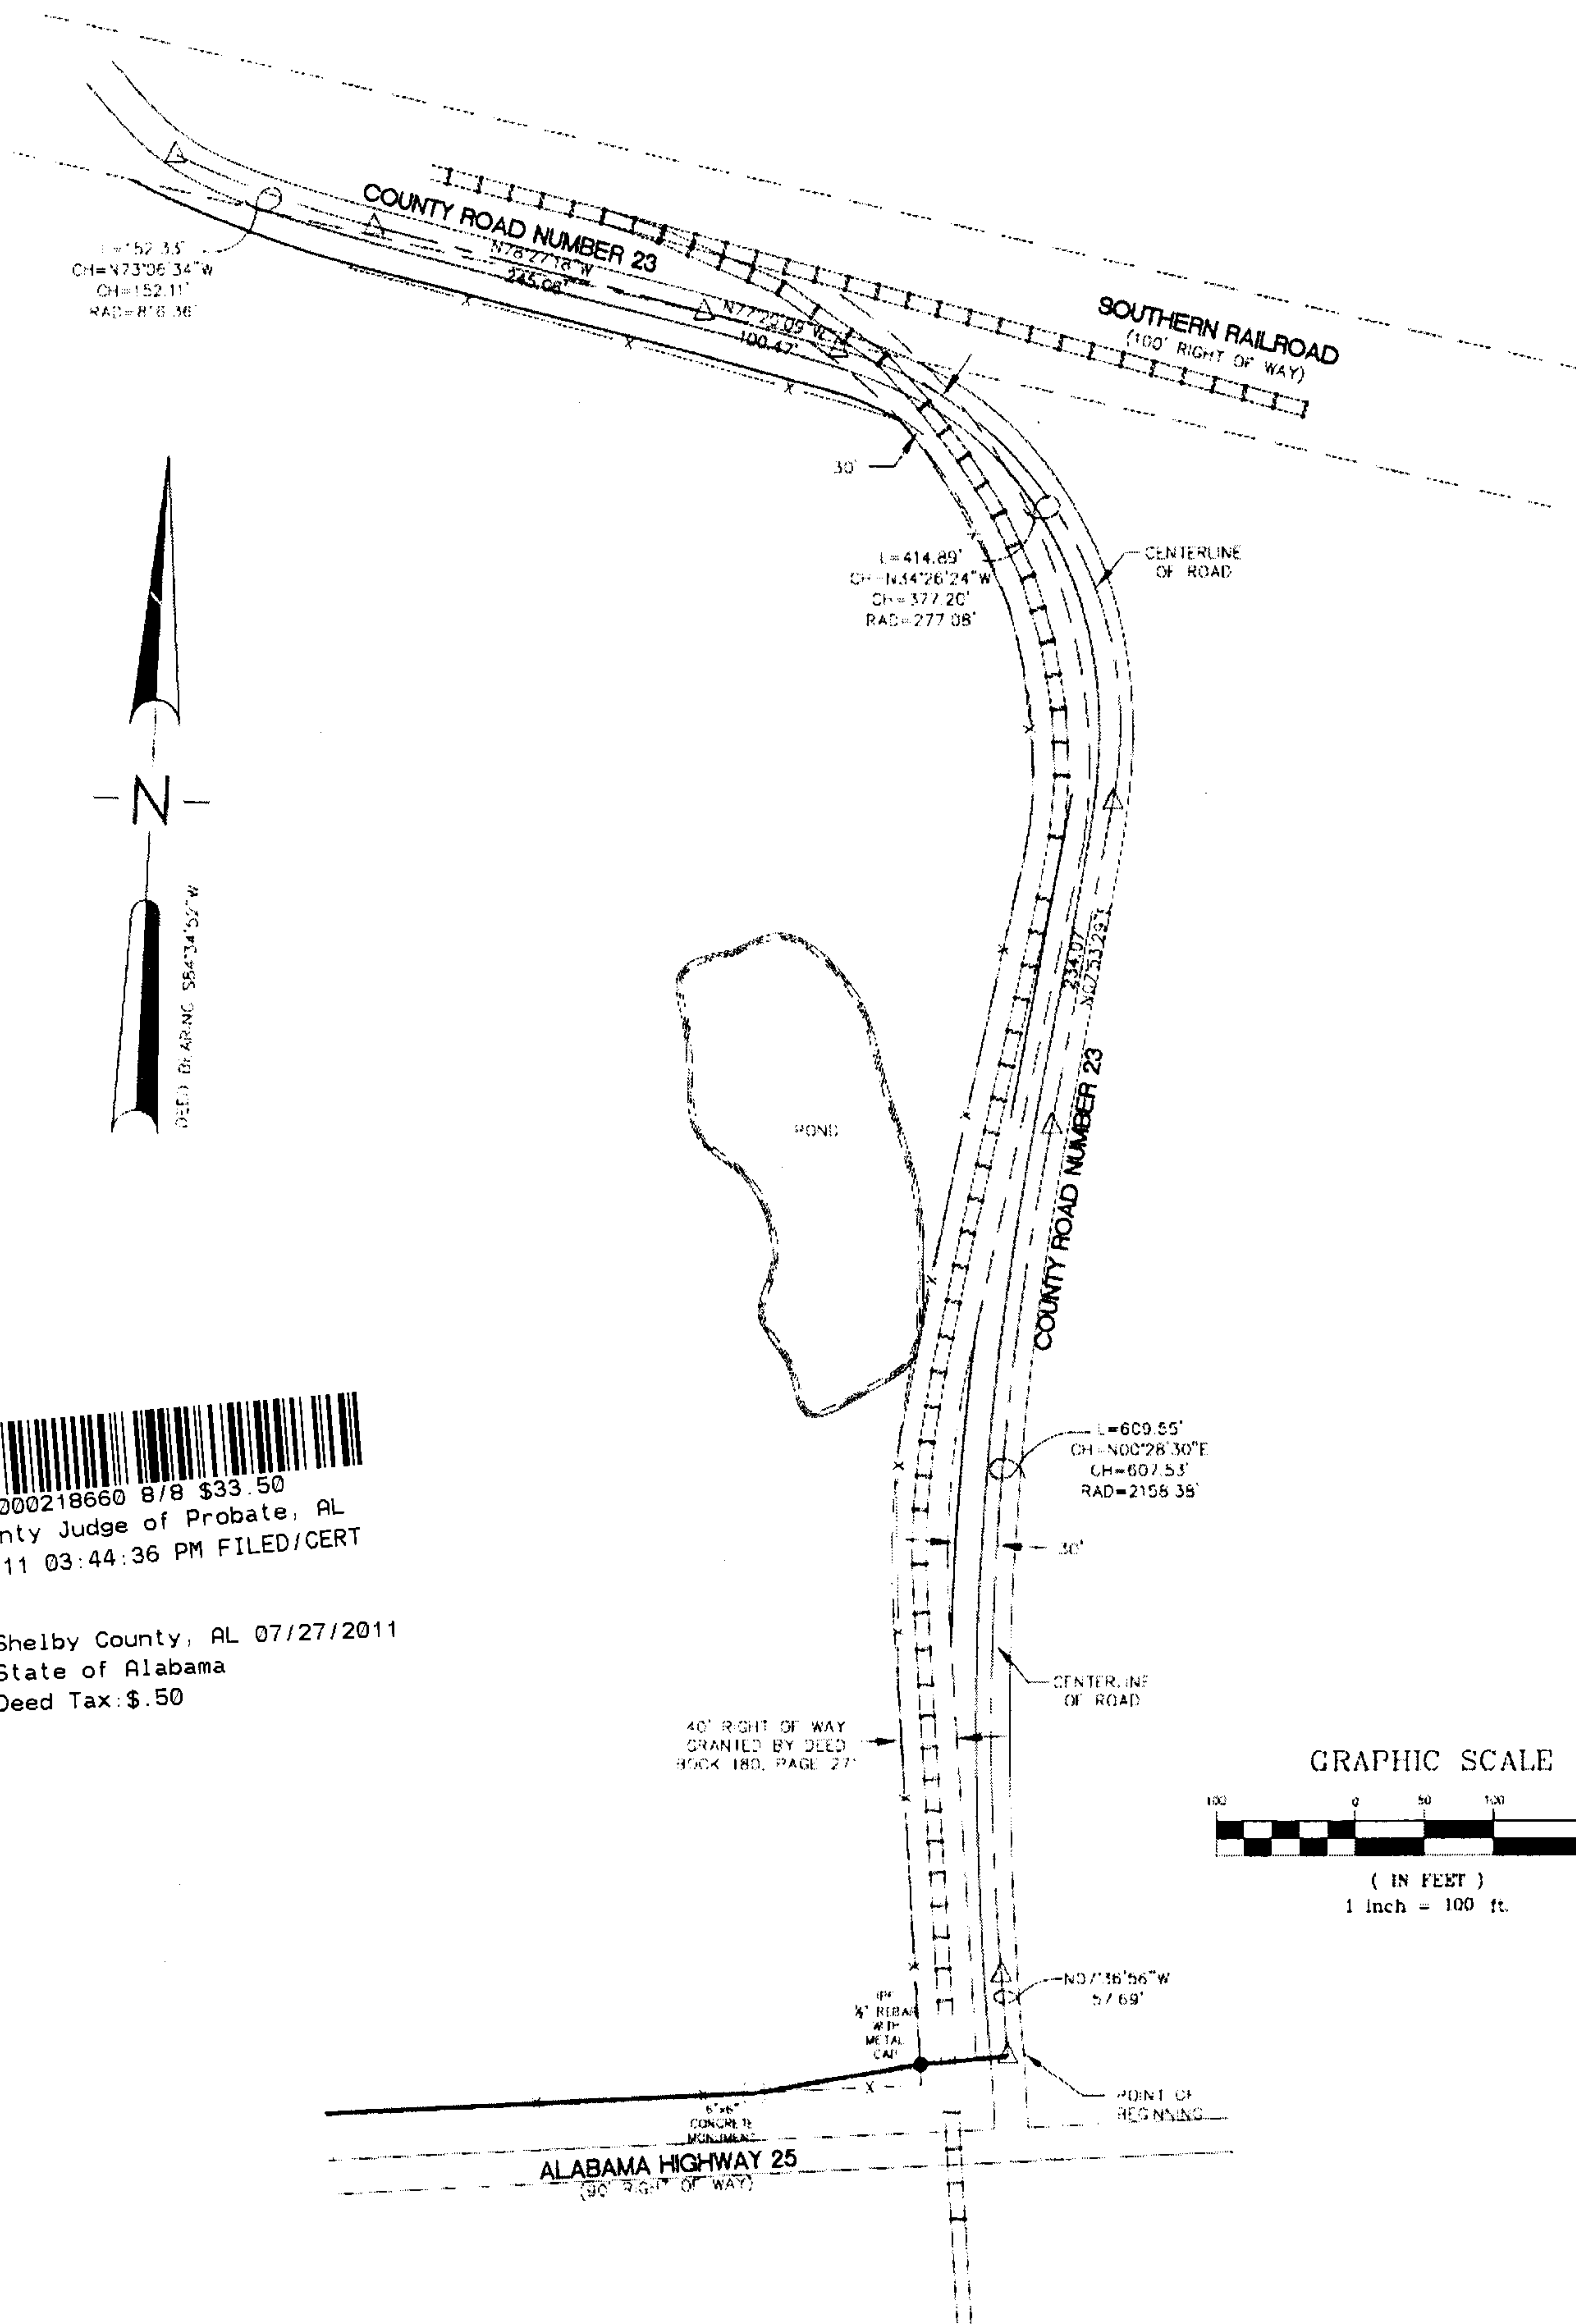 COUNTY ROAD NUMBER 23
N78°27'18"W
245.08'
L=152.33'
CH=N73°06'34"W
CH=152.11'
RAD=816.36'
N77°20'09"W
100.47'
SOUTHERN RAILROAD
(100' RIGHT OF WAY)
30'
L=414.89'
CH=N34°26'24"W
CH=377.20'
RAD=277.08'
CENTERLINE
OF ROAD
N
DEED BEARING S84°34'52"W
234.07'
N07°53'29"E
POND
COUNTY ROAD NUMBER 23
000218660 8/8 $33.50
nty Judge of Probate, AL
11 03:44:36 PM FILED/CERT
Shelby County, AL 07/27/2011
State of Alabama
Deed Tax:$.50
L=609.55'
CH=N00°28'30"E
CH=607.53'
RAD=2158.38'
30'
CENTERLINE
OF ROAD
40' RIGHT OF WAY
GRANTED BY DEED
BOOK 180, PAGE 27
GRAPHIC SCALE
100 0 50 100
( IN FEET )
1 inch = 100 ft.
N07°36'56"W
57.69'
REBAR
WITH
METAL
CAP
POINT OF
BEGINNING
6"x6"
CONCRETE
MONUMENT
ALABAMA HIGHWAY 25
(90' RIGHT OF WAY)